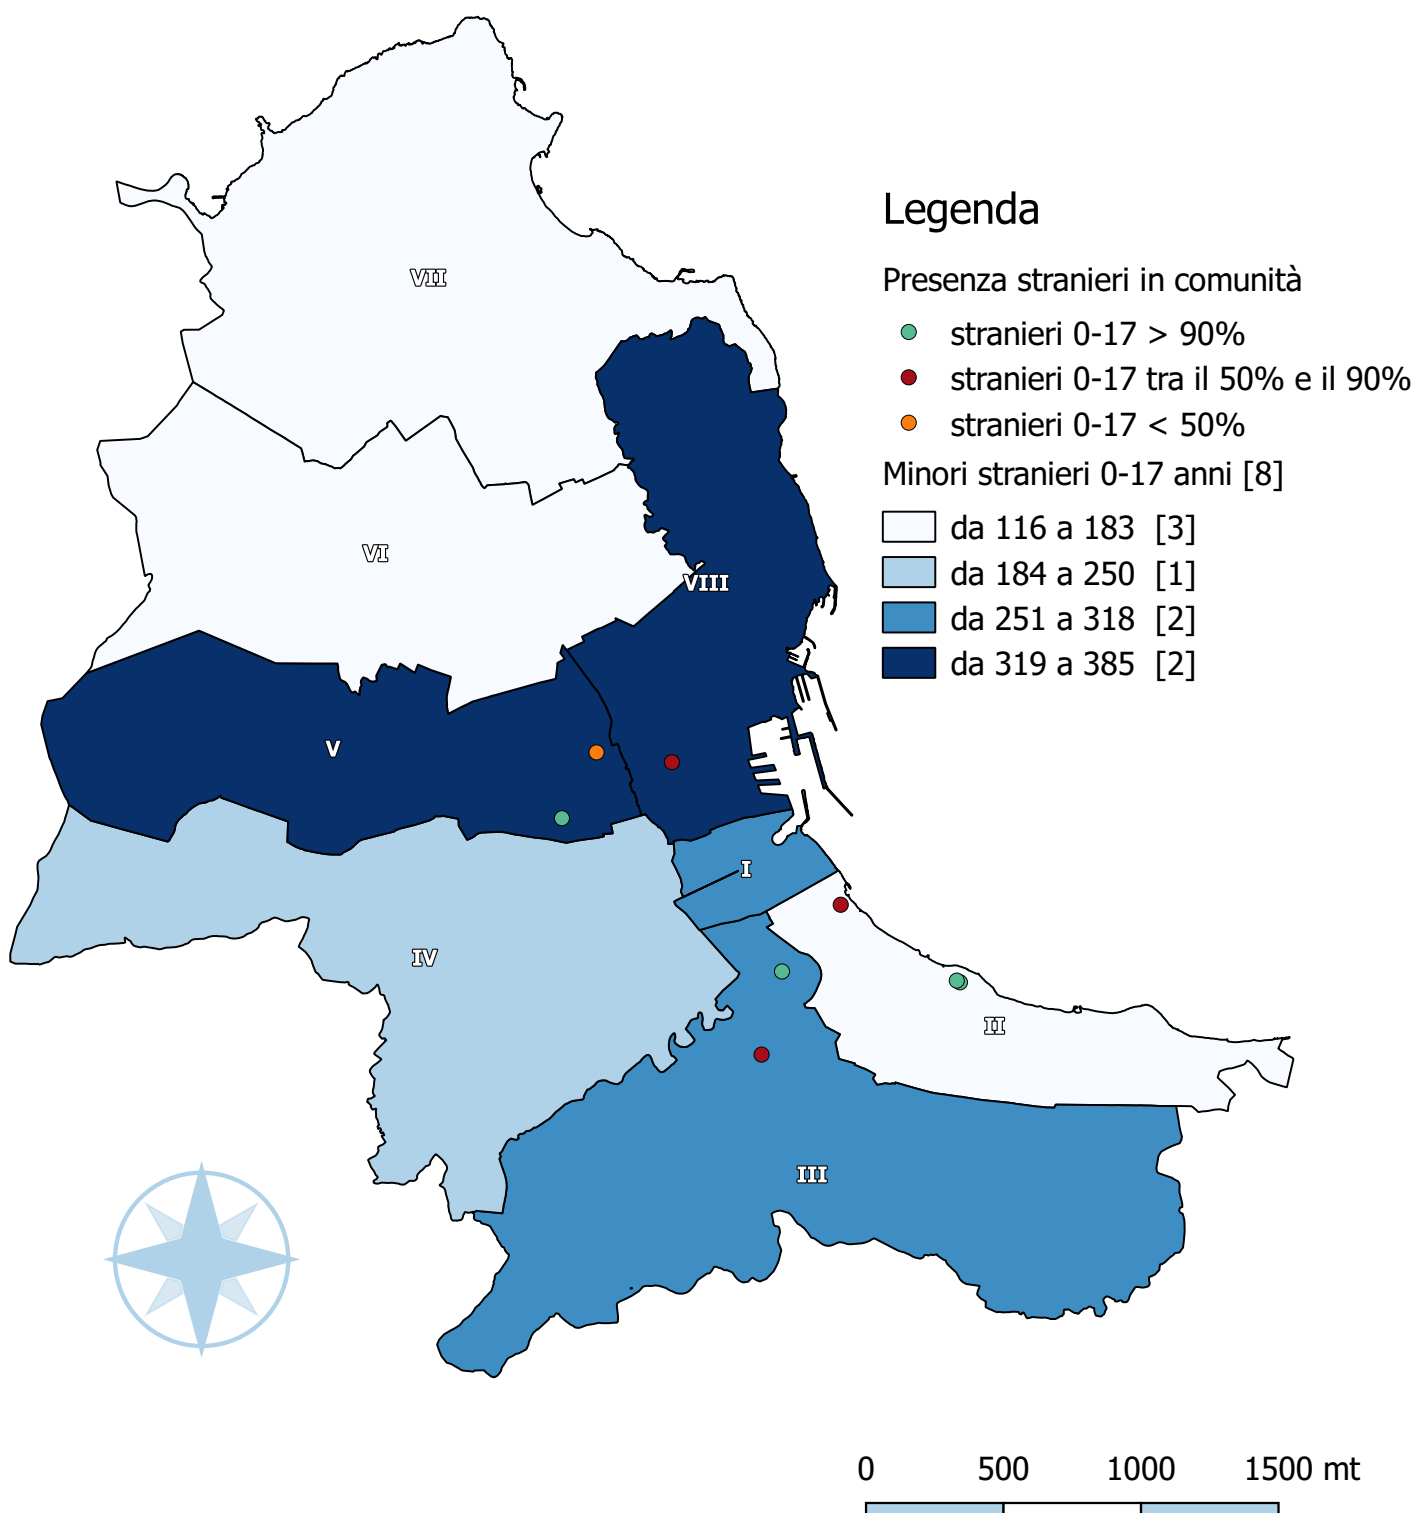 Legenda
Presenza stranieri in comunità
stranieri 0-17 > 90%
stranieri 0-17 tra il 50% e il 90%
stranieri 0-17 < 50%
Minori stranieri 0-17 anni [8]
da 116 a 183 [3]
da 184 a 250 [1]
da 251 a 318 [2]
da 319 a 385 [2]
VII
VI
VIII
V
I
IV
II
III
0 500 1000 1500 mt